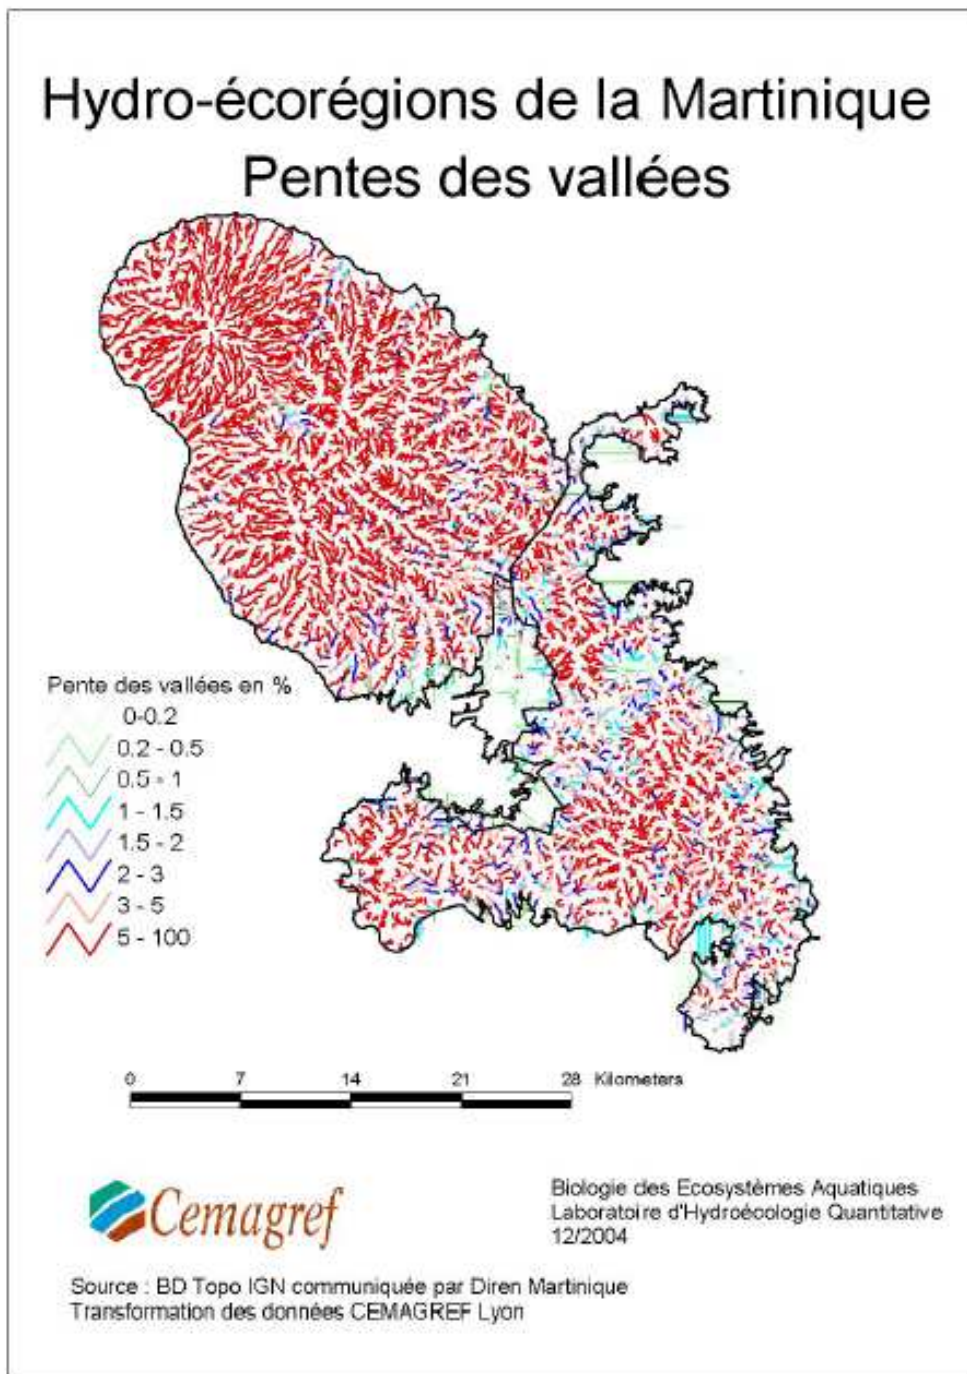 Hydro-écorégions de la Martinique
Pentes des vallées
Pente des vallées en %
0-0.2
0.2 - 0.5
0.5 - 1
1 - 1.5
1.5 - 2
2 - 3
3 - 5
5 - 100
0 7 14 21 28 Kilometers
Cemagref
Biologie des Ecosystèmes Aquatiques
Laboratoire d'Hydroécologie Quantitative
12/2004
Source : BD Topo IGN communiquée par Diren Martinique
Transformation des données CEMAGREF Lyon